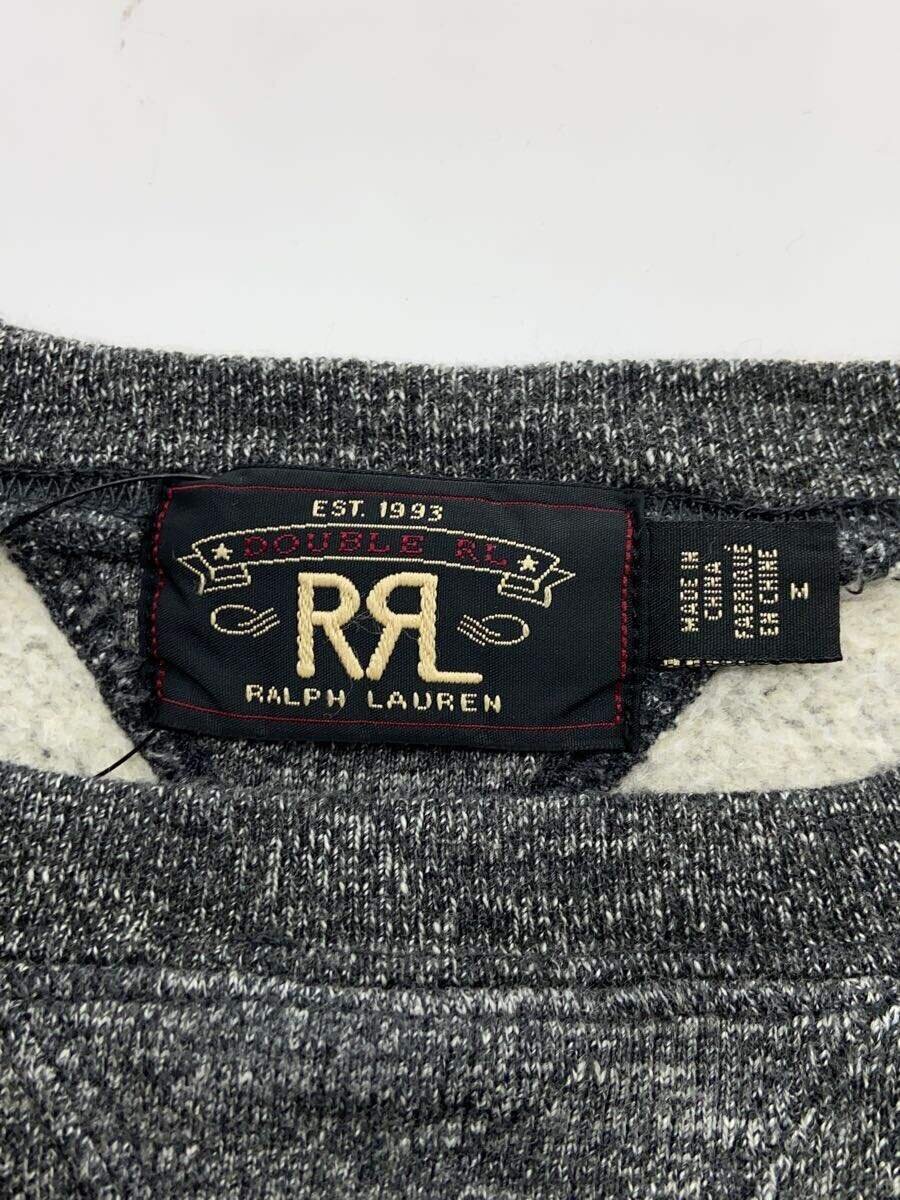 EST. 1993
DOUBLE RL
RRL
RALPH LAUREN
MADE IN
CHINA
FABRIQUÉ
EN CHINE
M